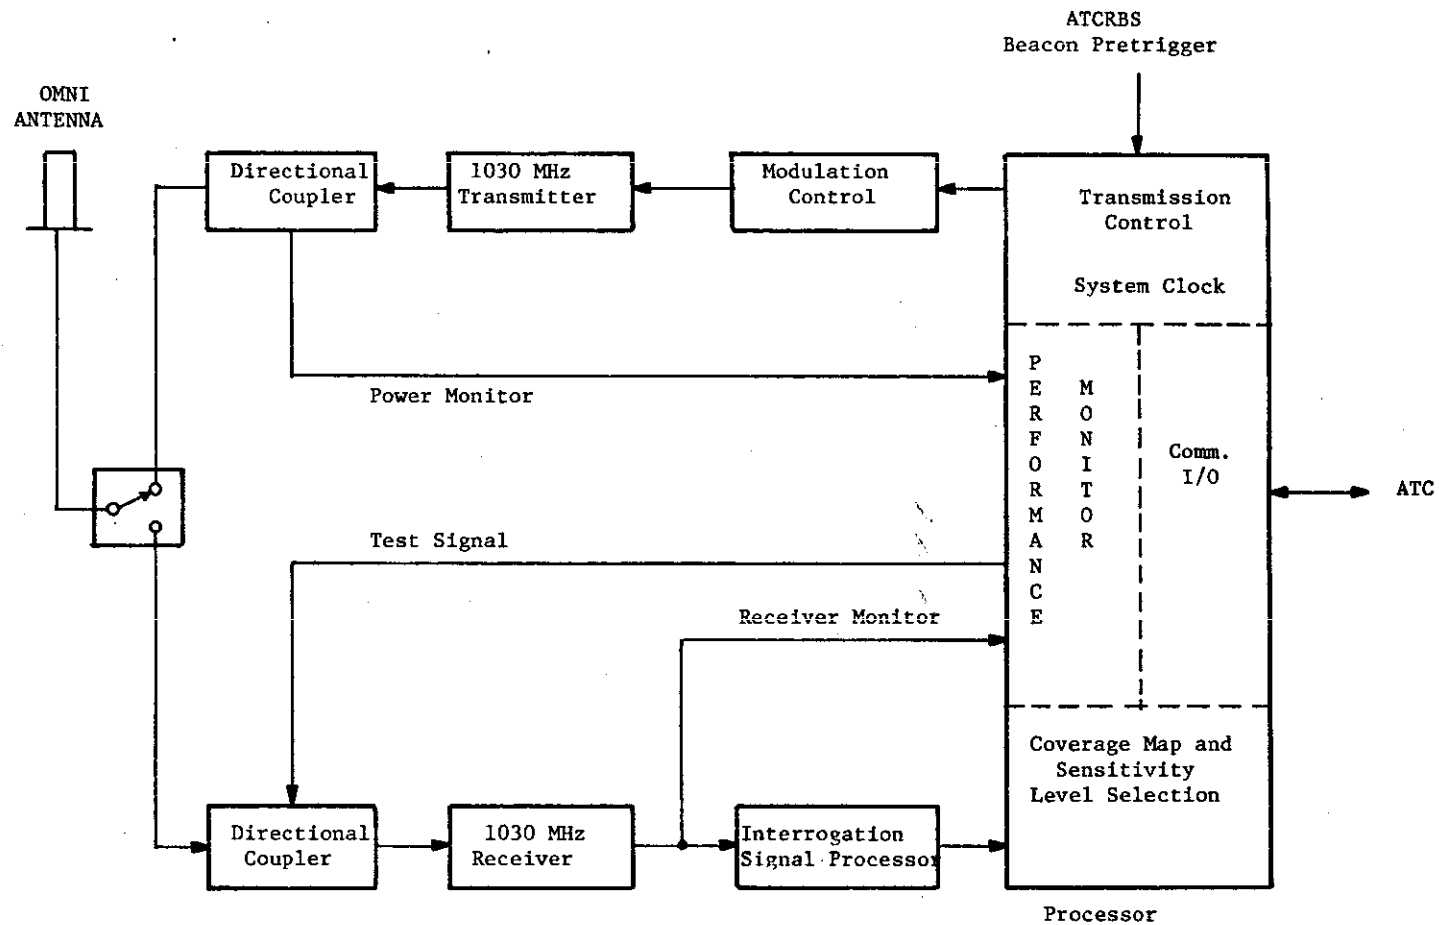 ATCRBS
Beacon Pretrigger
OMNI
ANTENNA
Directional
Coupler
1030 MHz
Transmitter
Modulation
Control
Transmission
Control
System Clock
Power Monitor
PERFORMANCE
MONITOR
Comm.
I/O
ATC
Test Signal
Receiver Monitor
Coverage Map and
Sensitivity
Level Selection
Directional
Coupler
1030 MHz
Receiver
Interrogation
Signal Processor
Processor